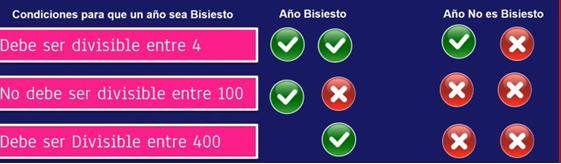 Condiciones para que un año sea Bisiesto
Año Bisiesto
Año No es Bisiesto
Debe ser divisible entre 4
No debe ser divisible entre 100
Debe ser Divisible entre 400